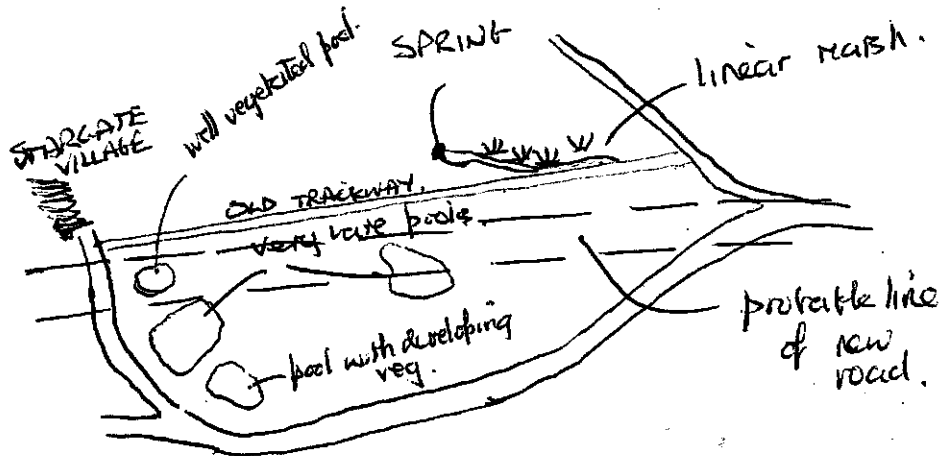 well vegetated pool.
SPRING
linear marsh.
STARGATE
VILLAGE
OLD TRACKWAY.
very bare pools.
pool with developing
veg.
probable line
of new
road.